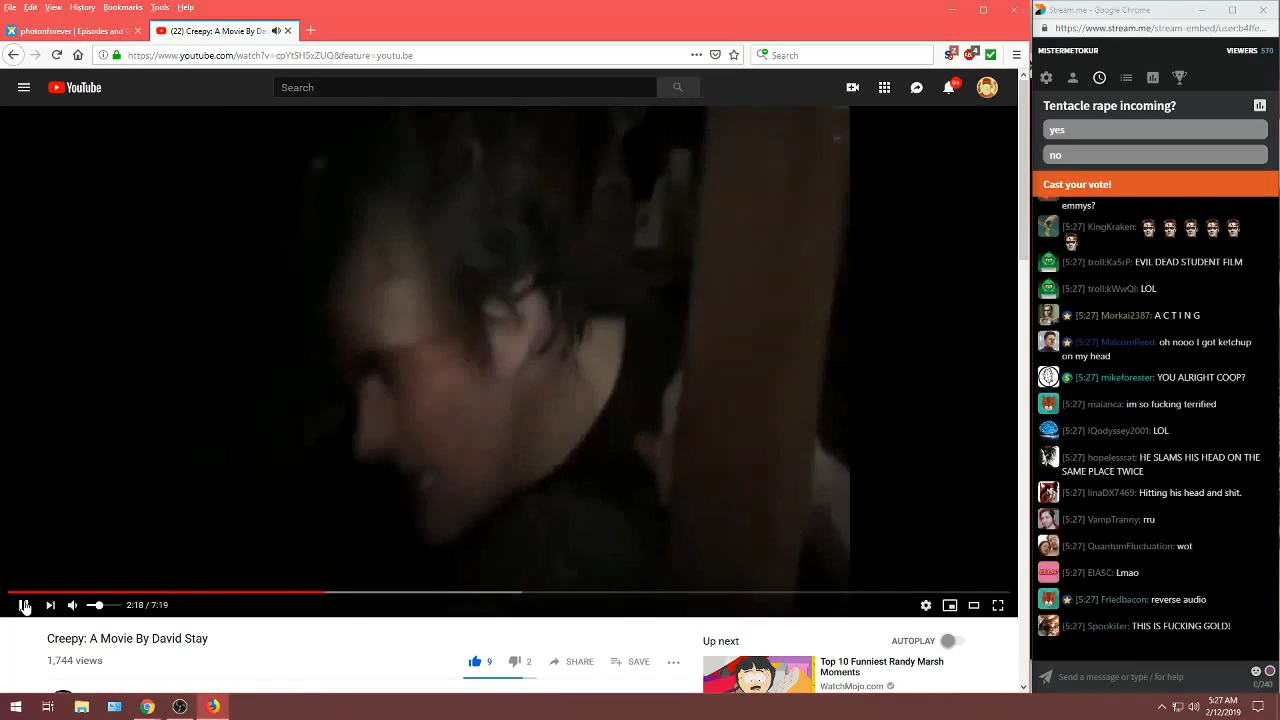 File Edit View History Bookmarks Tools Help
photonforever | Episodes and
(22) Creepy: A Movie By Da
https://www.youtube.com/watch?v=cpYtSH5xZUQ&feature=youtu.be
Search
YouTube
Search
9+
2:18 / 7:19
Creepy: A Movie By David Stay
1,744 views
9
2
SHARE
SAVE
Up next
AUTOPLAY
Top 10 Funniest Randy Marsh
Moments
WatchMojo.com
Stream.me - Google Chrome
https://www.stream.me/stream-embed/user:b4ffe...
MISTERMETOKUR
VIEWERS 570
Tentacle rape incoming?
yes
no
Cast your vote!
emmys?
[5:27] KingKraken:
[5:27] troll:Ka5rP: EVIL DEAD STUDENT FILM
[5:27] troll:kWwQl: LOL
[5:27] Morkai2387: A C T I N G
[5:27] MalcomReed: oh nooo I got ketchup
on my head
[5:27] mikeforester: YOU ALRIGHT COOP?
[5:27] maianca: im so fucking terrified
[5:27] IQodyssey2001: LOL
[5:27] hopelessrat: HE SLAMS HIS HEAD ON THE
SAME PLACE TWICE
[5:27] linaDX7469: Hitting his head and shit.
[5:27] VampTranny: rru
[5:27] QuantumFluctuation: wot
[5:27] EIASC: Lmao
[5:27] Friedbacon: reverse audio
[5:27] Spookifer: THIS IS FUCKING GOLD!
Send a message or type / for help
0/240
5:27 AM
2/12/2019